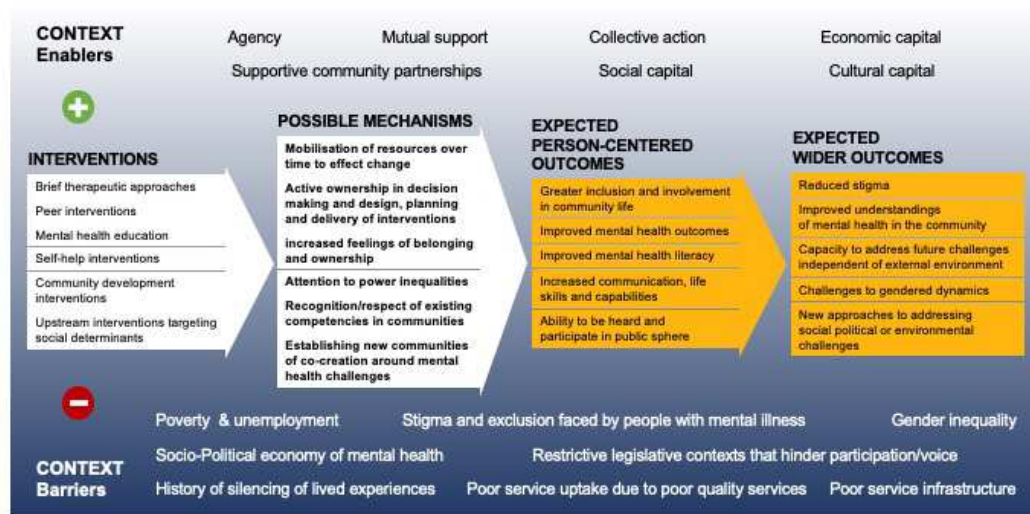 CONTEXT
Enablers
Agency
Mutual support
Collective action
Economic capital
Supportive community partnerships
Social capital
Cultural capital
INTERVENTIONS
Brief therapeutic approaches
Peer interventions
Mental health education
Self-help interventions
Community development
interventions
Upstream interventions targeting
social determinants
POSSIBLE MECHANISMS
Mobilisation of resources over
time to effect change
Active ownership in decision
making and design, planning
and delivery of interventions
increased feelings of belonging
and ownership
Attention to power inequalities
Recognition/respect of existing
competencies in communities
Establishing new communities
of co-creation around mental
health challenges
EXPECTED
PERSON-CENTERED
OUTCOMES
Greater inclusion and involvement
in community life
Improved mental health outcomes
Improved mental health literacy
Increased communication, life
skills and capabilities
Ability to be heard and
participate in public sphere
EXPECTED
WIDER OUTCOMES
Reduced stigma
Improved understandings
of mental health in the community
Capacity to address future challenges
independent of external environment
Challenges to gendered dynamics
New approaches to addressing
social political or environmental
challenges
CONTEXT
Barriers
Poverty & unemployment
Stigma and exclusion faced by people with mental illness
Gender inequality
Socio-Political economy of mental health
Restrictive legislative contexts that hinder participation/voice
History of silencing of lived experiences
Poor service uptake due to poor quality services
Poor service infrastructure